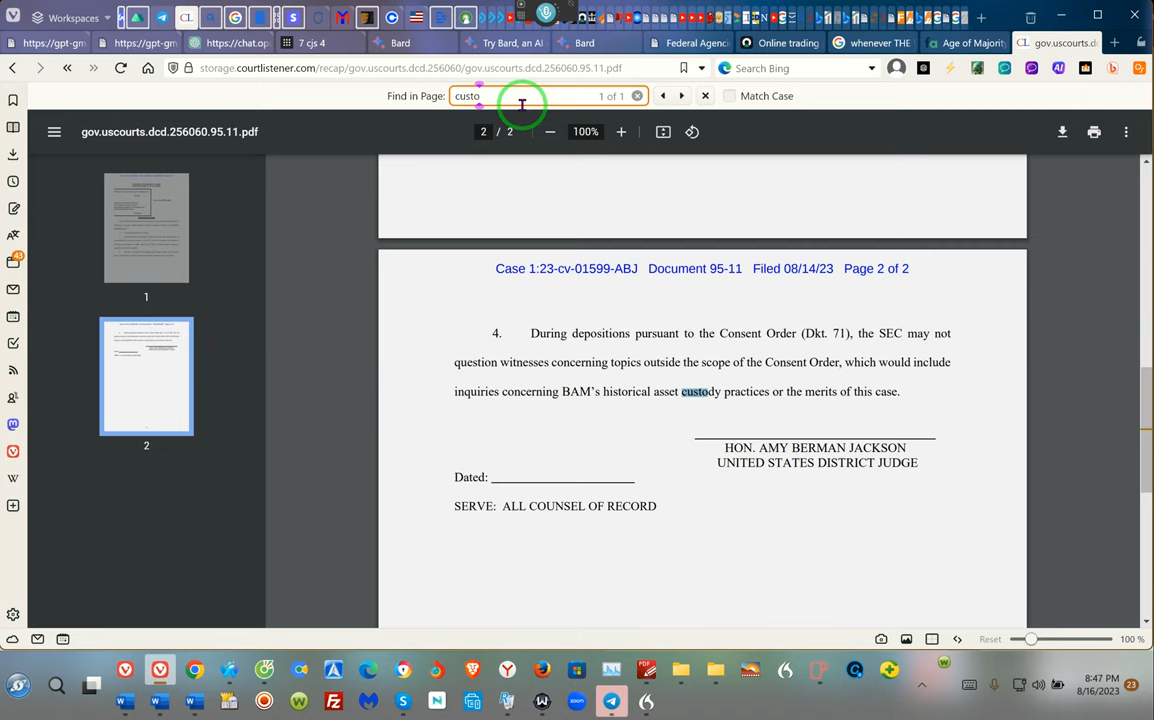 Workspaces
CL
https://gpt-gm
https://gpt-gm
https://chat.op
7 cjs 4
Bard
Try Bard, an AI
Bard
Federal Agenc
Online trading
whenever THE
Age of Majority
gov.uscourts.dc
storage.courtlistener.com/recap/gov.uscourts.dcd.256060/gov.uscourts.dcd.256060.95.11.pdf
Search Bing
Find in Page:
custo
1 of 1
Match Case
gov.uscourts.dcd.256060.95.11.pdf
2 / 2
100%
1
2
Case 1:23-cv-01599-ABJ Document 95-11 Filed 08/14/23 Page 2 of 2
4. During depositions pursuant to the Consent Order (Dkt. 71), the SEC may not
question witnesses concerning topics outside the scope of the Consent Order, which would include
inquiries concerning BAM's historical asset custody practices or the merits of this case.
HON. AMY BERMAN JACKSON
UNITED STATES DISTRICT JUDGE
Dated:
SERVE: ALL COUNSEL OF RECORD
43
Reset
100 %
8:47 PM
8/16/2023
23